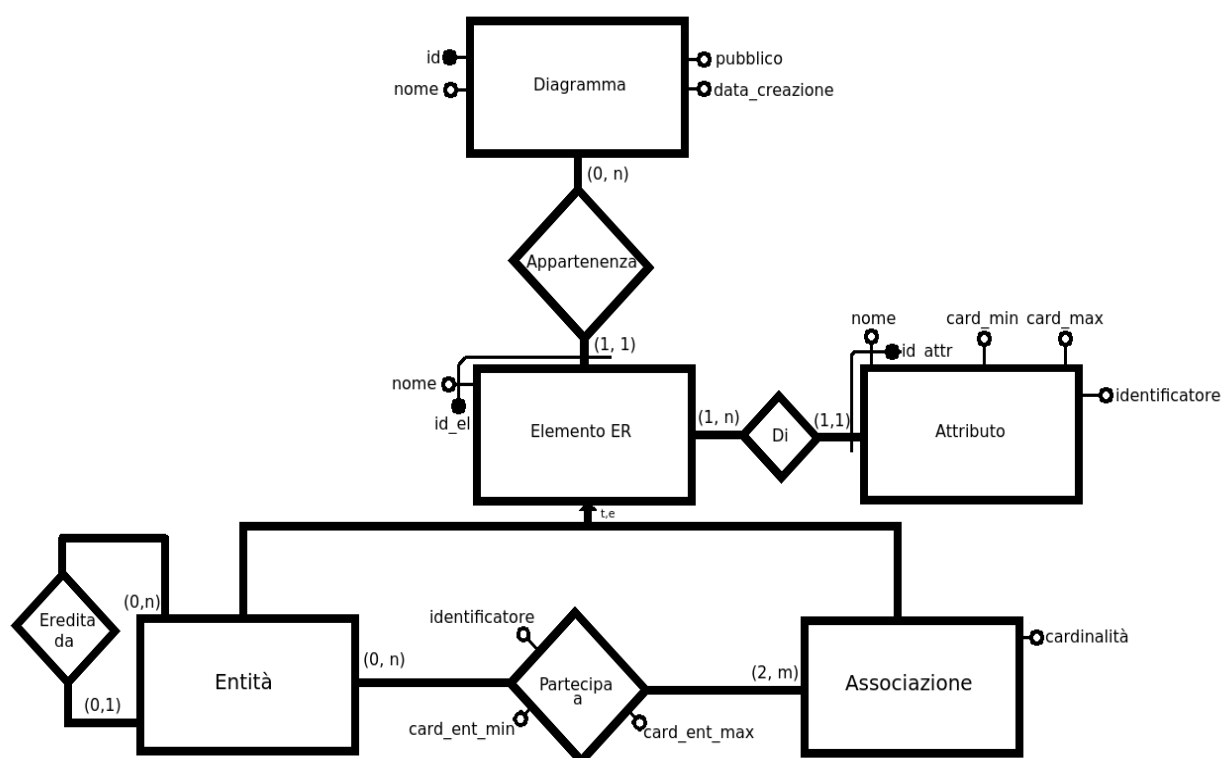 id
pubblico
nome
Diagramma
data_creazione
(0, n)
Appartenenza
(1, 1)
nome
card_min
card_max
id_attr
nome
identificatore
id_el
Elemento ER
(1, n)
Di
(1,1)
Attributo
t,e
(0,n)
Eredita
da
(0,1)
Entità
(0, n)
identificatore
Partecipa
a
card_ent_min
card_ent_max
(2, m)
Associazione
cardinalità